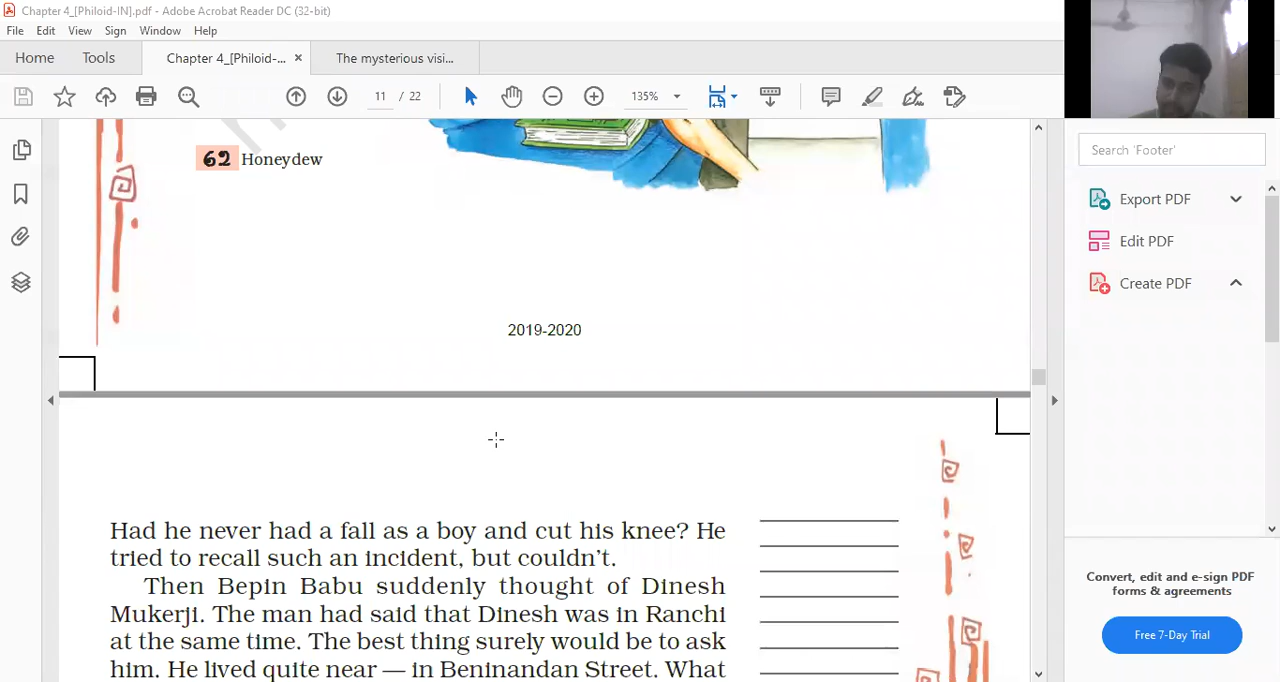 Chapter 4_[Philoid-IN].pdf - Adobe Acrobat Reader DC (32-bit)
File Edit View Sign Window Help
Home Tools Chapter 4_[Philoid-... × The mysterious visi...
11 / 22 135%
62 Honeydew
2019-2020
Had he never had a fall as a boy and cut his knee? He
tried to recall such an incident, but couldn't.
Then Bepin Babu suddenly thought of Dinesh
Mukerji. The man had said that Dinesh was in Ranchi
at the same time. The best thing surely would be to ask
him. He lived quite near — in Beninandan Street. What
Search 'Footer'
Export PDF
Edit PDF
Create PDF
Convert, edit and e-sign PDF
forms & agreements
Free 7-Day Trial